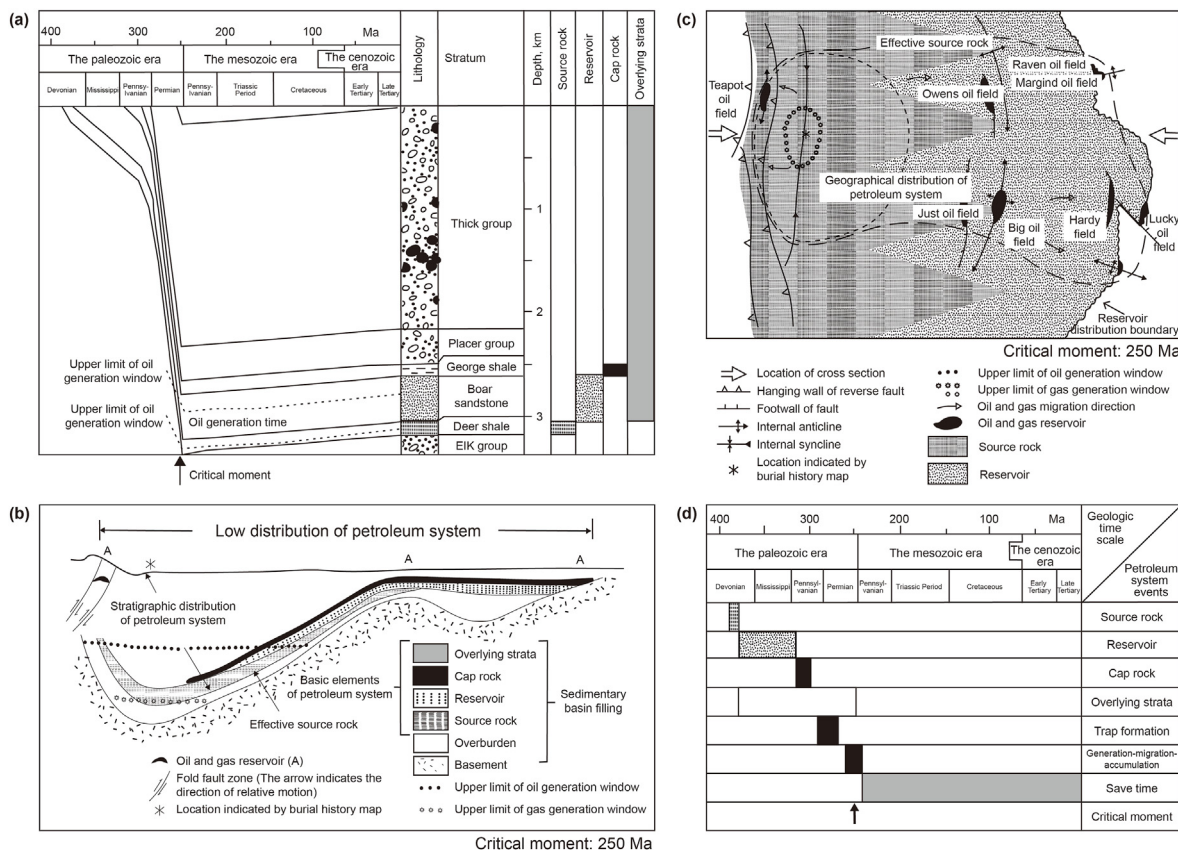 (a)
400
300
200
100
Ma
The paleozoic era
The mesozoic era
The cenozoic
era
Devonian
Mississippi
Pennsy-
Ivanian
Permian
Pennsyl-
vanian
Triassic
Period
Cretaceous
Early
Tertiary
Late
Tertiary
Lithology
Stratum
Depth, km
Source rock
Reservoir
Cap rock
Overlying strata
Thick group
1
2
Placer group
George shale
Boar
sandstone
3
Deer shale
EIK group
Upper limit of oil
generation window
Upper limit of oil
generation window
Oil generation time
Critical moment
(c)
Effective source rock
Raven oil field
Margind oil field
Teapot
oil field
Owens oil field
Geographical distribution of
petroleum system
Just oil field
Big oil
field
Hardy
field
Lucky
oil
field
Reservoir
distribution boundary
Critical moment: 250 Ma
Location of cross section
Hanging wall of reverse fault
Footwall of fault
Internal anticline
Internal syncline
Location indicated by
burial history map
Upper limit of oil generation window
Upper limit of gas generation window
Oil and gas migration direction
Oil and gas reservoir
Source rock
Reservoir
(b)
Low distribution of petroleum system
A
A
A
Stratigraphic distribution
of petroleum system
Basic elements
of petroleum system
Effective source rock
Overlying strata
Cap rock
Reservoir
Source rock
Overburden
Basement
Sedimentary
basin filling
Oil and gas reservoir (A)
Fold fault zone (The arrow indicates the
direction of relative motion)
Location indicated by burial history map
Upper limit of oil generation window
Upper limit of gas generation window
Critical moment: 250 Ma
(d)
400
300
200
100
Ma
Geologic
time
scale
Petroleum
system
events
The paleozoic era
The mesozoic era
The cenozoic
era
Devonian
Mississippi
Pennsyl-
vanian
Permian
Pennsyl-
vanian
Triassic Period
Cretaceous
Early
Tertiary
Late
Tertiary
Source rock
Reservoir
Cap rock
Overlying strata
Trap formation
Generation-migration-
accumulation
Save time
Critical moment